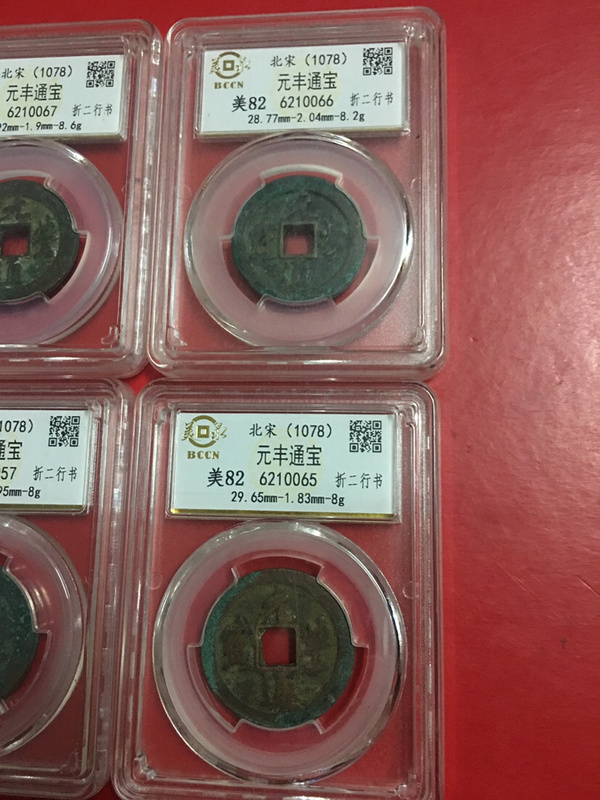 北宋（1078）
元丰通宝
6210067 折二行书
92mm-1.9mm-8.6g
北宋（1078）
BCCN 元丰通宝
美82 6210066 折二行书
28.77mm-2.04mm-8.2g
1078）
通宝
57 折二行书
95mm-8g
北宋（1078）
BCCN 元丰通宝
美82 6210065 折二行书
29.65mm-1.83mm-8g